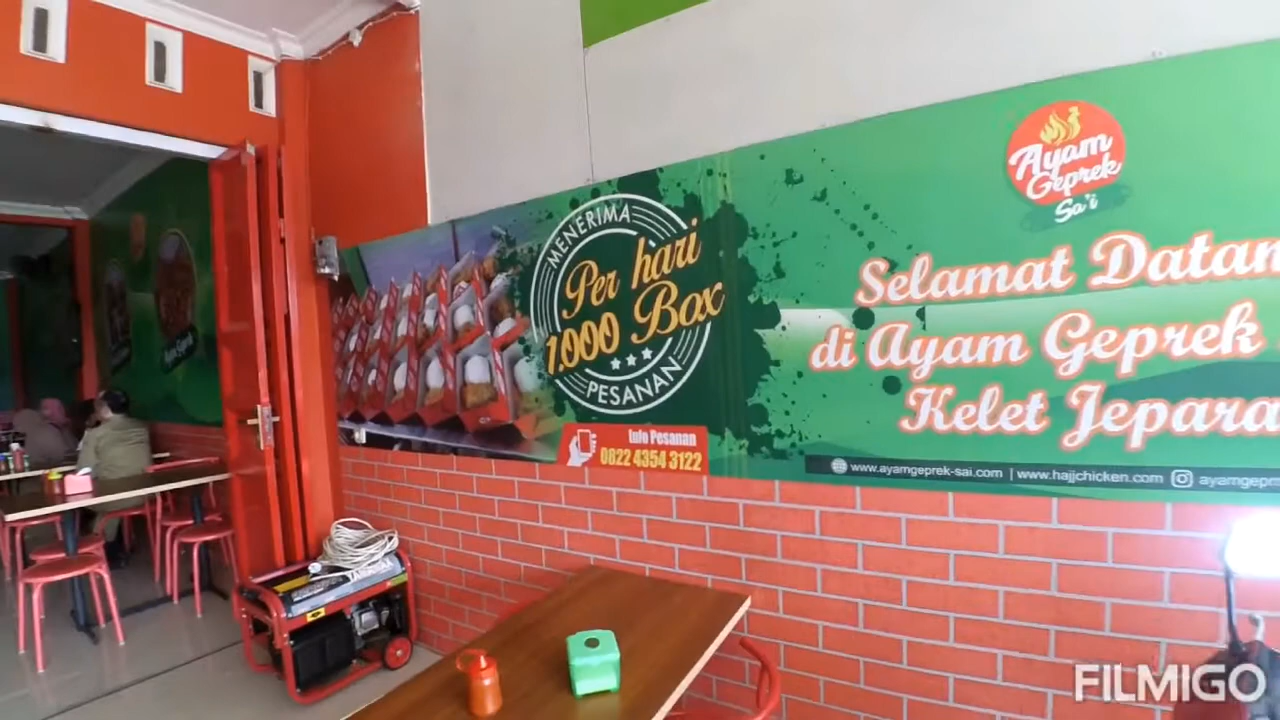 MENERIMA
Per hari
1.000 Box
PESANAN
Info Pesanan
0822 4354 3122
Ayam
Geprek
Sa'i
Selamat Datan
di Ayam Geprek
Kelet Jepara
www.ayamgeprek-sai.com | www.hajjchicken.com ayamgepre
FILMIGO